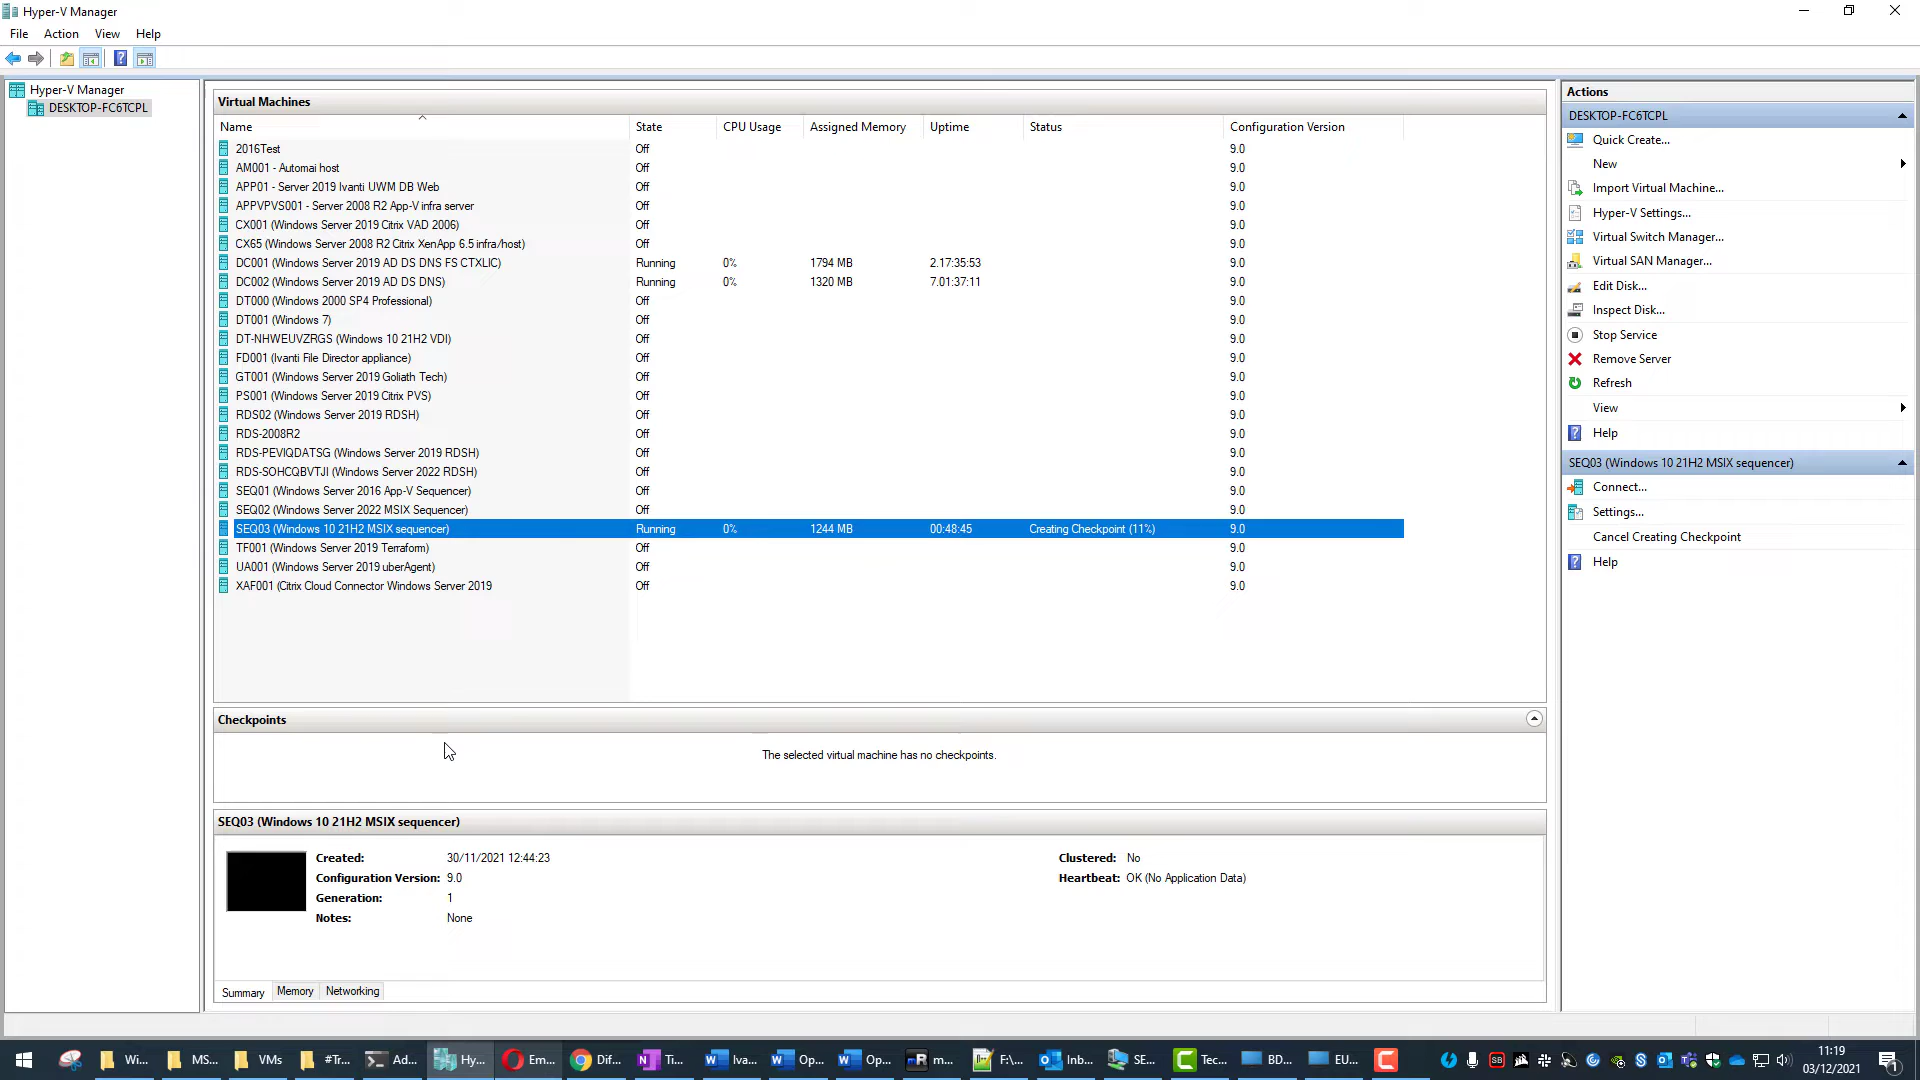 Hyper-V Manager
File Action View Help
Hyper-V Manager
DESKTOP-FC6TCPL
Virtual Machines
Name State CPU Usage Assigned Memory Uptime Status Configuration Version
2016Test Off 9.0
AM001 - Automai host Off 9.0
APP01 - Server 2019 Ivanti UWM DB Web Off 9.0
APPVPVS001 - Server 2008 R2 App-V infra server Off 9.0
CX001 (Windows Server 2019 Citrix VAD 2006) Off 9.0
CX65 (Windows Server 2008 R2 Citrix XenApp 6.5 infra/host) Off 9.0
DC001 (Windows Server 2019 AD DS DNS FS CTXLIC) Running 0% 1794 MB 2.17:35:53 9.0
DC002 (Windows Server 2019 AD DS DNS) Running 0% 1320 MB 7.01:37:11 9.0
DT000 (Windows 2000 SP4 Professional) Off 9.0
DT001 (Windows 7) Off 9.0
DT-NHWEUVZRGS (Windows 10 21H2 VDI) Off 9.0
FD001 (Ivanti File Director appliance) Off 9.0
GT001 (Windows Server 2019 Goliath Tech) Off 9.0
PS001 (Windows Server 2019 Citrix PVS) Off 9.0
RDS02 (Windows Server 2019 RDSH) Off 9.0
RDS-2008R2 Off 9.0
RDS-PEVIQDATSG (Windows Server 2019 RDSH) Off 9.0
RDS-SOHCQBVTJI (Windows Server 2022 RDSH) Off 9.0
SEQ01 (Windows Server 2016 App-V Sequencer) Off 9.0
SEQ02 (Windows Server 2022 MSIX Sequencer) Off 9.0
SEQ03 (Windows 10 21H2 MSIX sequencer) Running 0% 1244 MB 00:48:45 Creating Checkpoint (11%) 9.0
TF001 (Windows Server 2019 Terraform) Off 9.0
UA001 (Windows Server 2019 uberAgent) Off 9.0
XAF001 (Citrix Cloud Connector Windows Server 2019 Off 9.0
Checkpoints
The selected virtual machine has no checkpoints.
SEQ03 (Windows 10 21H2 MSIX sequencer)
Created: 30/11/2021 12:44:23 Clustered: No
Configuration Version: 9.0 Heartbeat: OK (No Application Data)
Generation: 1
Notes: None
Summary Memory Networking
Actions
DESKTOP-FC6TCPL
Quick Create...
New
Import Virtual Machine...
Hyper-V Settings...
Virtual Switch Manager...
Virtual SAN Manager...
Edit Disk...
Inspect Disk...
Stop Service
Remove Server
Refresh
View
Help
SEQ03 (Windows 10 21H2 MSIX sequencer)
Connect...
Settings...
Cancel Creating Checkpoint
Help
Wi... MS... VMs #Tr... Ad... Hy... Em... Dif... Ti... Iva... Op... Op... m... F:\... Inb... SE... Tec... BD... EU... 11:19
03/12/2021